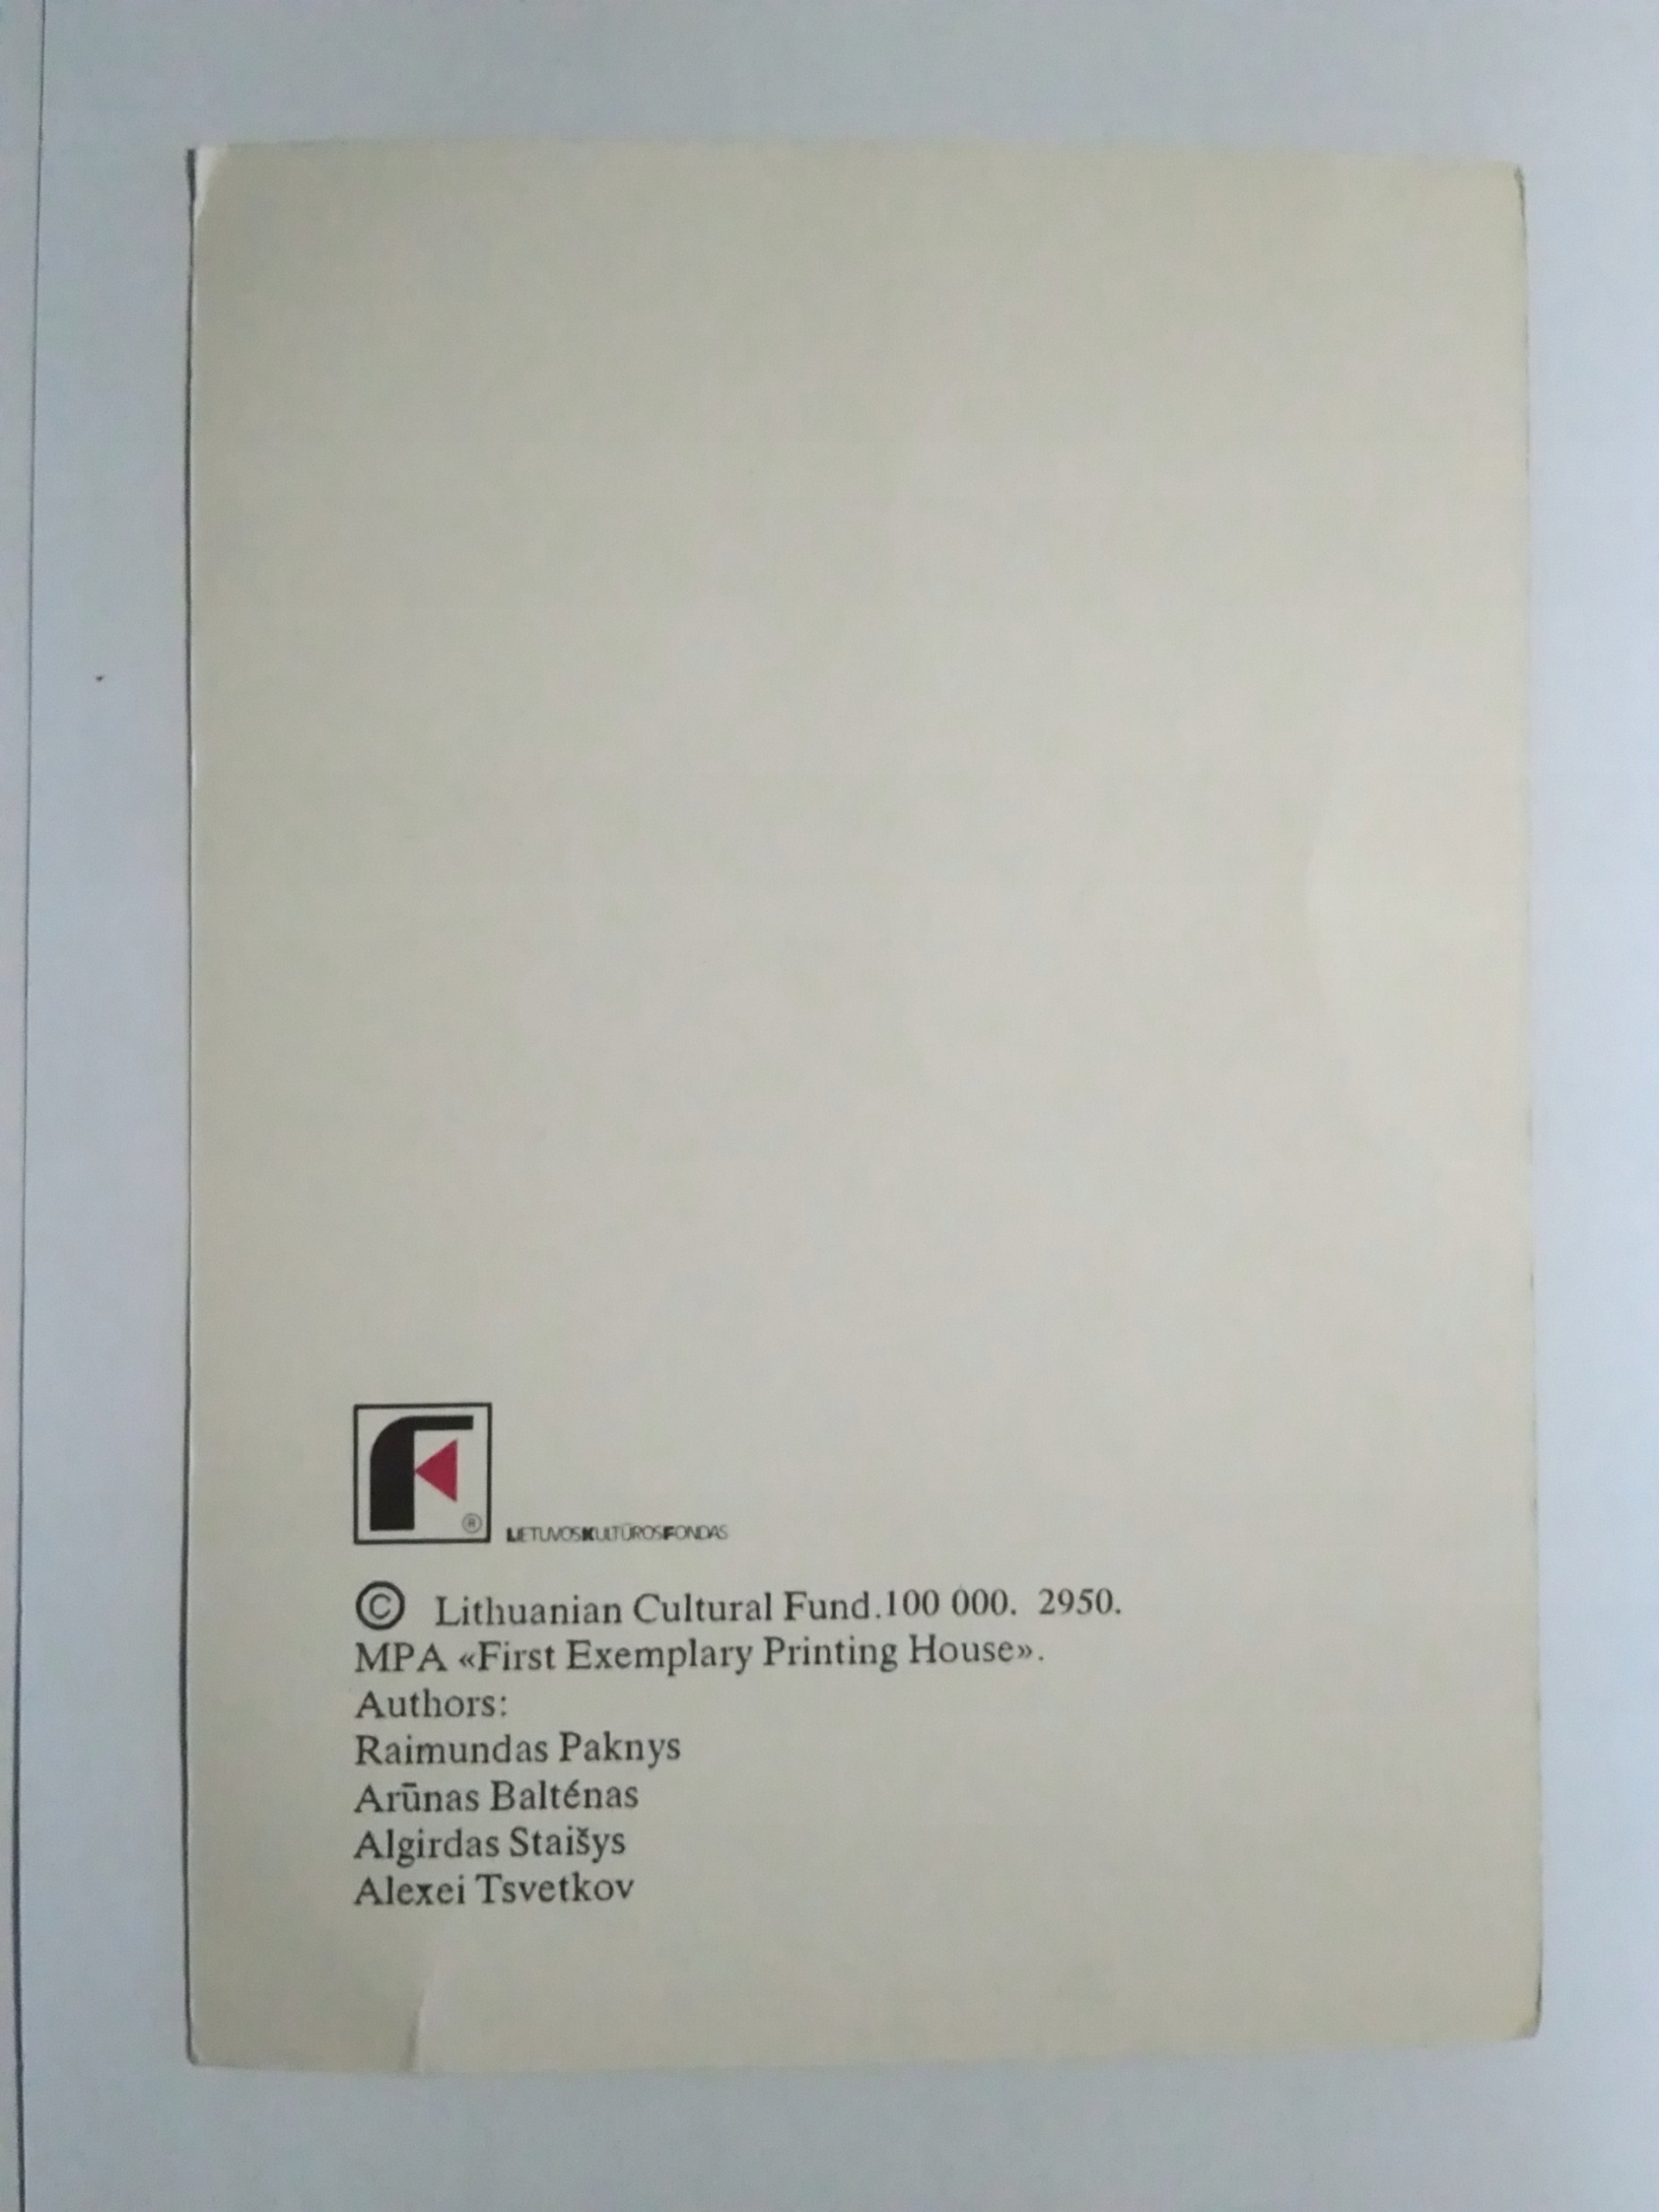 F
®
LIETUVOSKULTŪROSFONDAS
© Lithuanian Cultural Fund.100 000. 2950.
MPA «First Exemplary Printing House».
Authors:
Raimundas Paknys
Arūnas Balténas
Algirdas Staišys
Alexei Tsvetkov